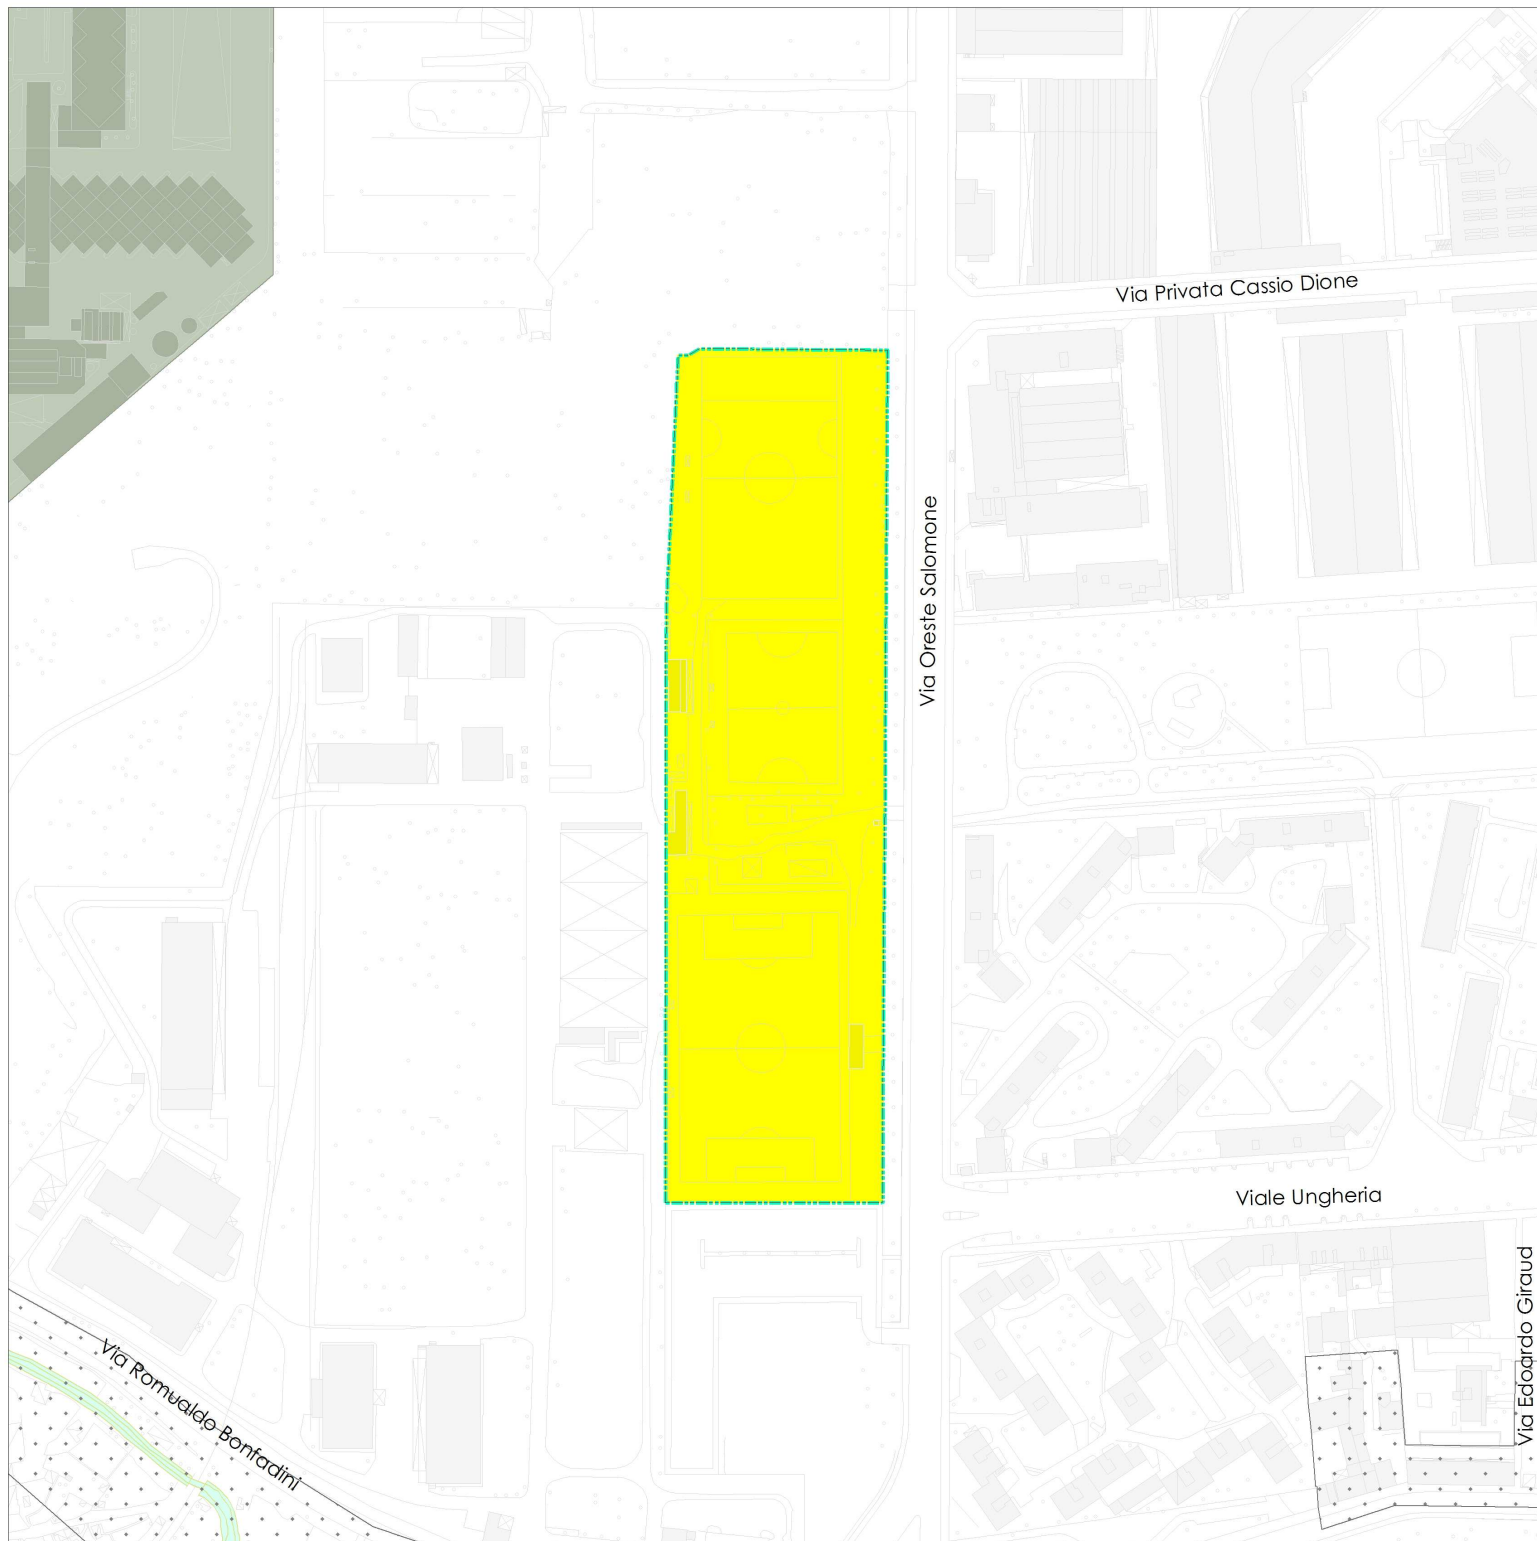 Via Privata Cassio Dione
Via Oreste Salomone
Viale Ungheria
Via Edoardo Giraud
Via Romualdo Bonfadini